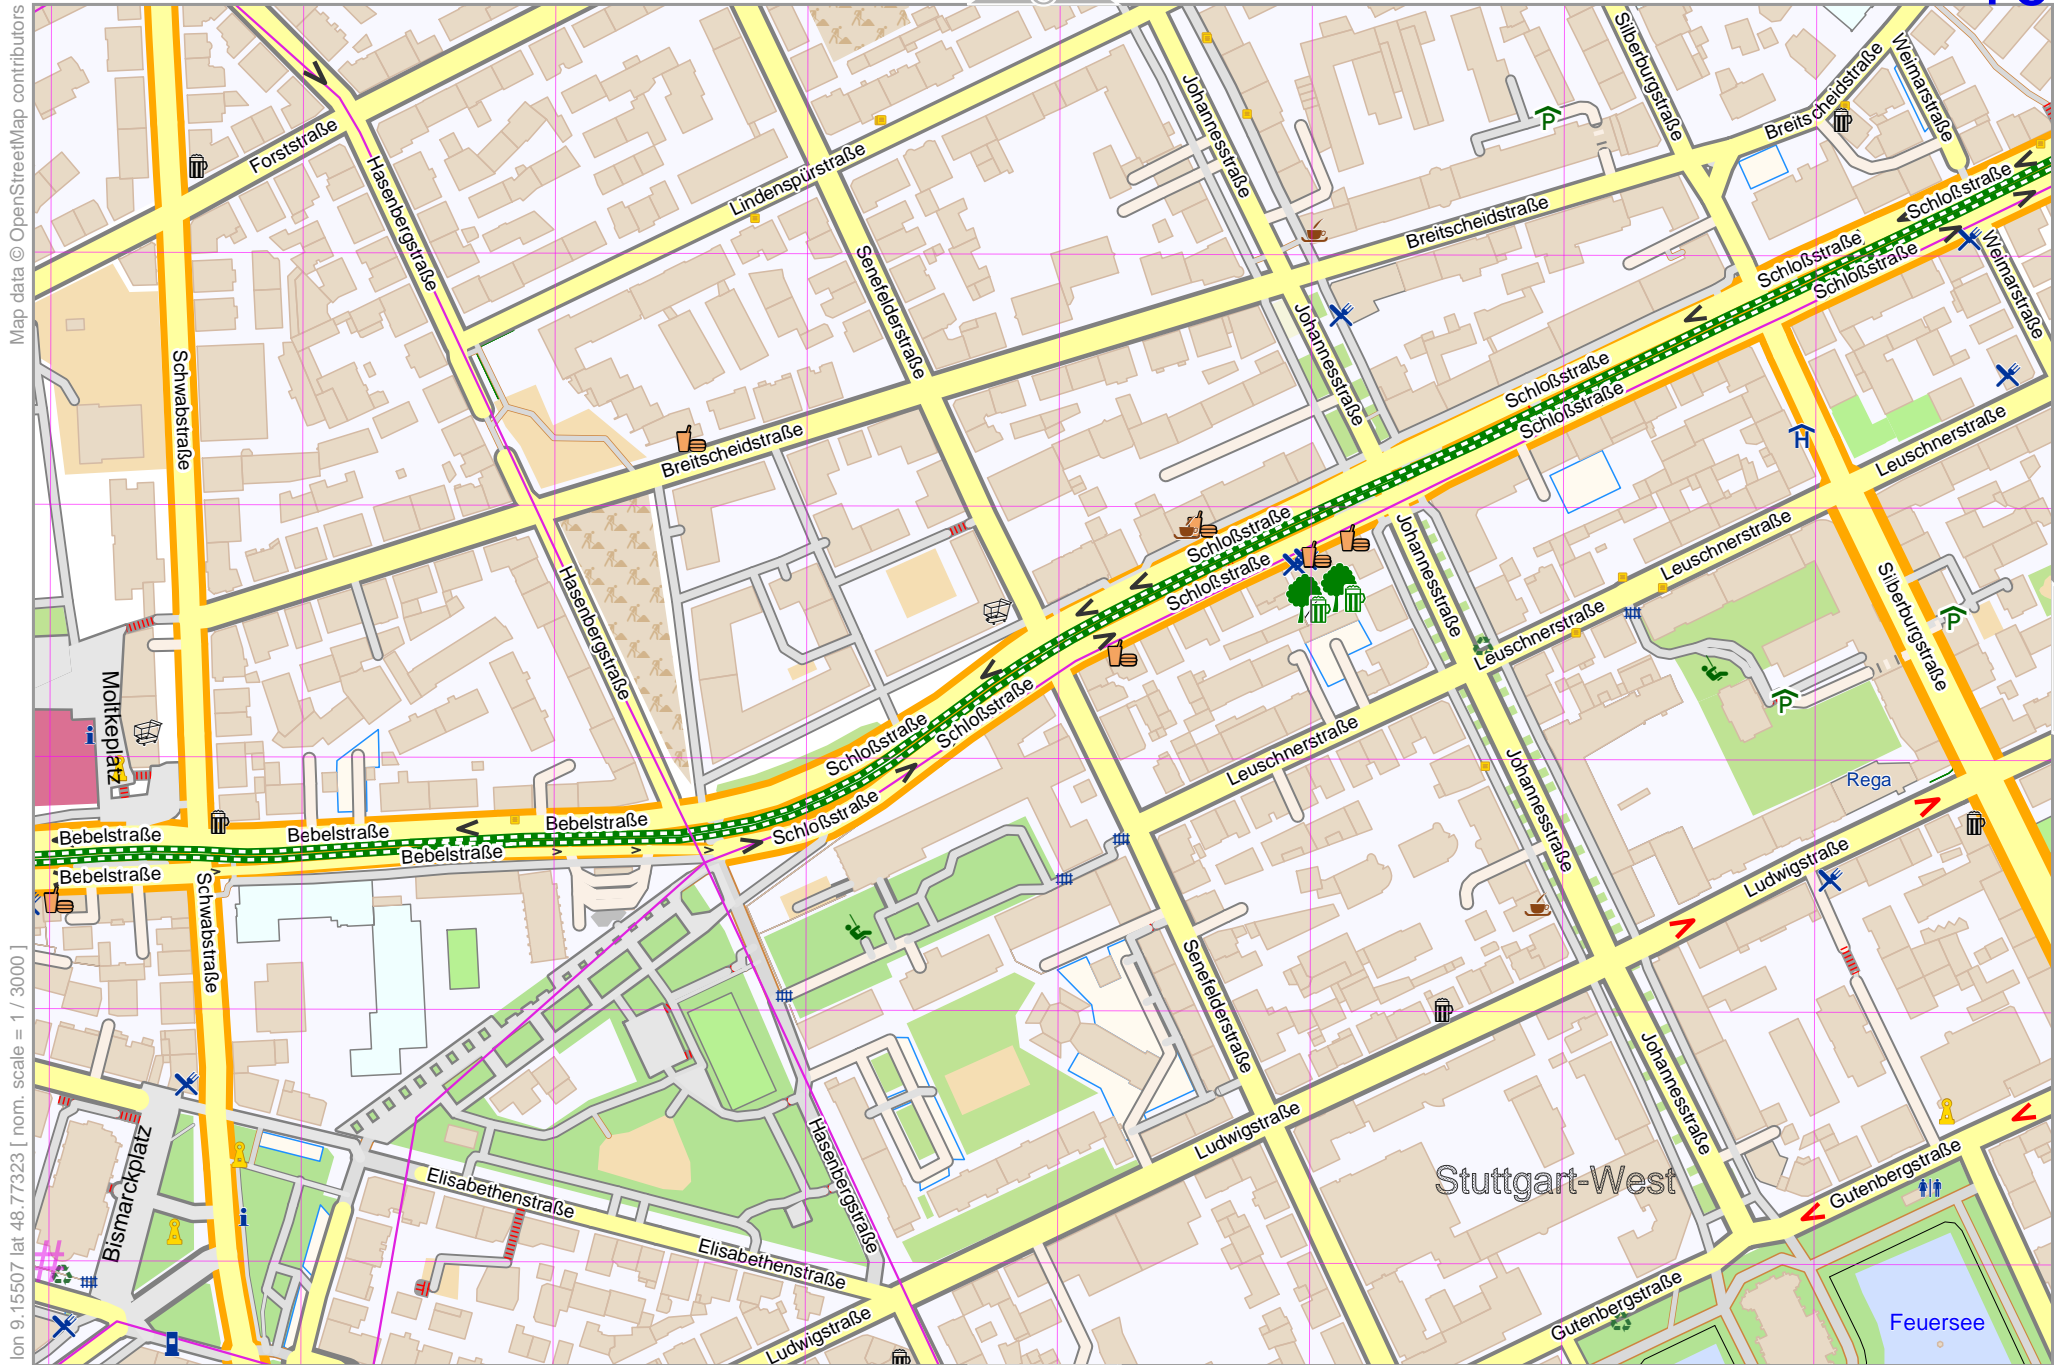 Map data © OpenStreetMap contributors
lon 9.15507 lat 48.77323 [ nom. scale = 1 / 3000 ]
Silberburgstraße
Weimarstraße
Breitscheidstraße
Johannesstraße
Forststraße
Hasenbergstraße
Lindenspürstraße
Schloßstraße
Breitscheidstraße
Schloßstraße
Schloßstraße
Weimarstraße
Senefelderstraße
Johannesstraße
Schwabstraße
Schloßstraße
Schloßstraße
H
P
Breitscheidstraße
Leuschnerstraße
Schloßstraße
Schloßstraße
Johannesstraße
Leuschnerstraße
Hasenbergstraße
Leuschnerstraße
Silberburgstraße
P
P
Moltkeplatz
i
Schloßstraße
Schloßstraße
Schloßstraße
Leuschnerstraße
Johannesstraße
Rega
Bebelstraße
Bebelstraße
Bebelstraße
Bebelstraße
Bebelstraße
Ludwigstraße
Schwabstraße
Senefelderstraße
Johannesstraße
Hasenbergstraße
Ludwigstraße
Bismarckplatz
i
Elisabethenstraße
Elisabethenstraße
Stuttgart-West
Gutenbergstraße
Gutenbergstraße
Ludwigstraße
Feuersee